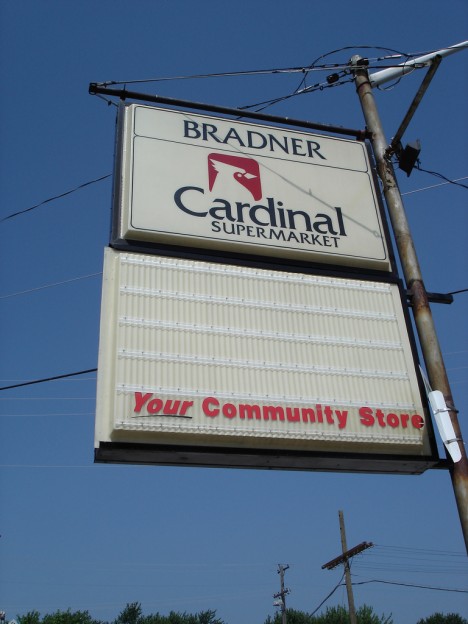 BRADNER
Cardinal
SUPERMARKET
Your Community Store